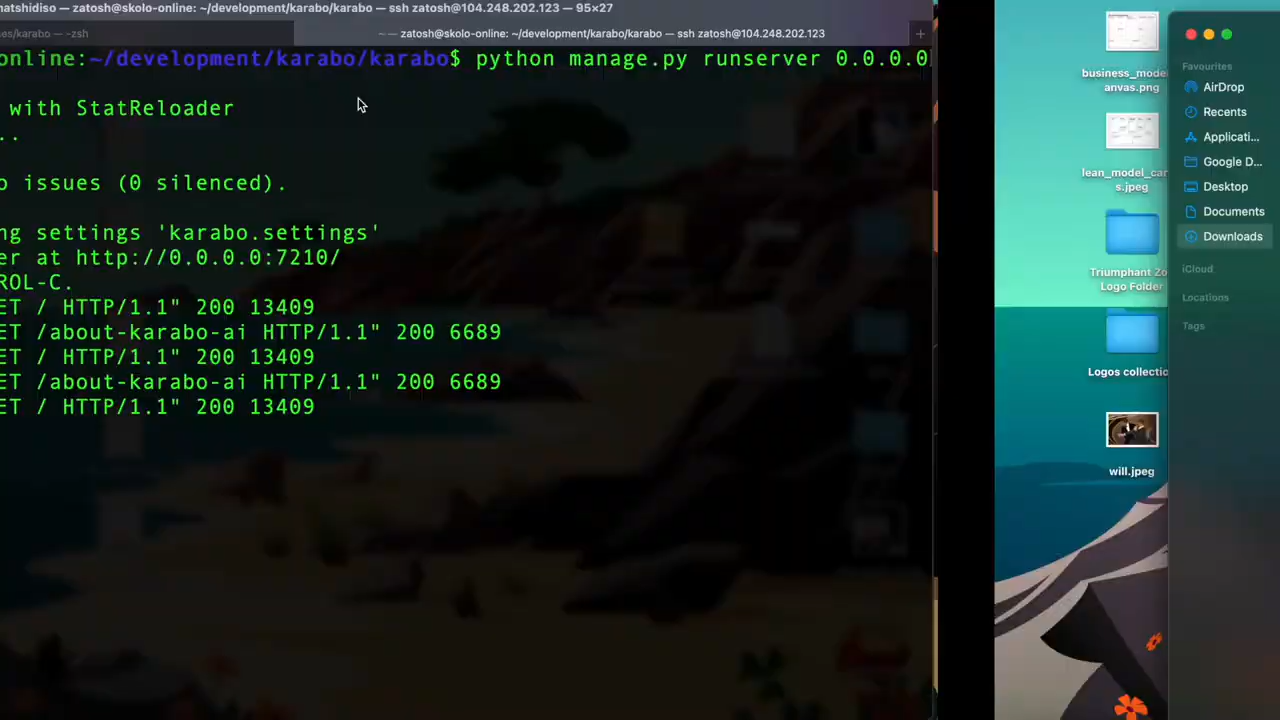 atshidiso — zatosh@skolo-online: ~/development/karabo/karabo — ssh zatosh@104.248.202.123 — 95×27
es/karabo — -zsh
~ — zatosh@skolo-online: ~/development/karabo/karabo — ssh zatosh@104.248.202.123
online:~/development/karabo/karabo$ python manage.py runserver 0.0.0.0
with StatReloader
..
o issues (0 silenced).
ng settings 'karabo.settings'
er at http://0.0.0.0:7210/
ROL-C.
ET / HTTP/1.1" 200 13409
ET /about-karabo-ai HTTP/1.1" 200 6689
ET / HTTP/1.1" 200 13409
ET /about-karabo-ai HTTP/1.1" 200 6689
ET / HTTP/1.1" 200 13409
business_mode
anvas.png
lean_model_can
s.jpeg
Triumphant Zo
Logo Folder
Logos collectio
will.jpeg
Favourites
AirDrop
Recents
Applicati...
Google D...
Desktop
Documents
Downloads
iCloud
Locations
Tags